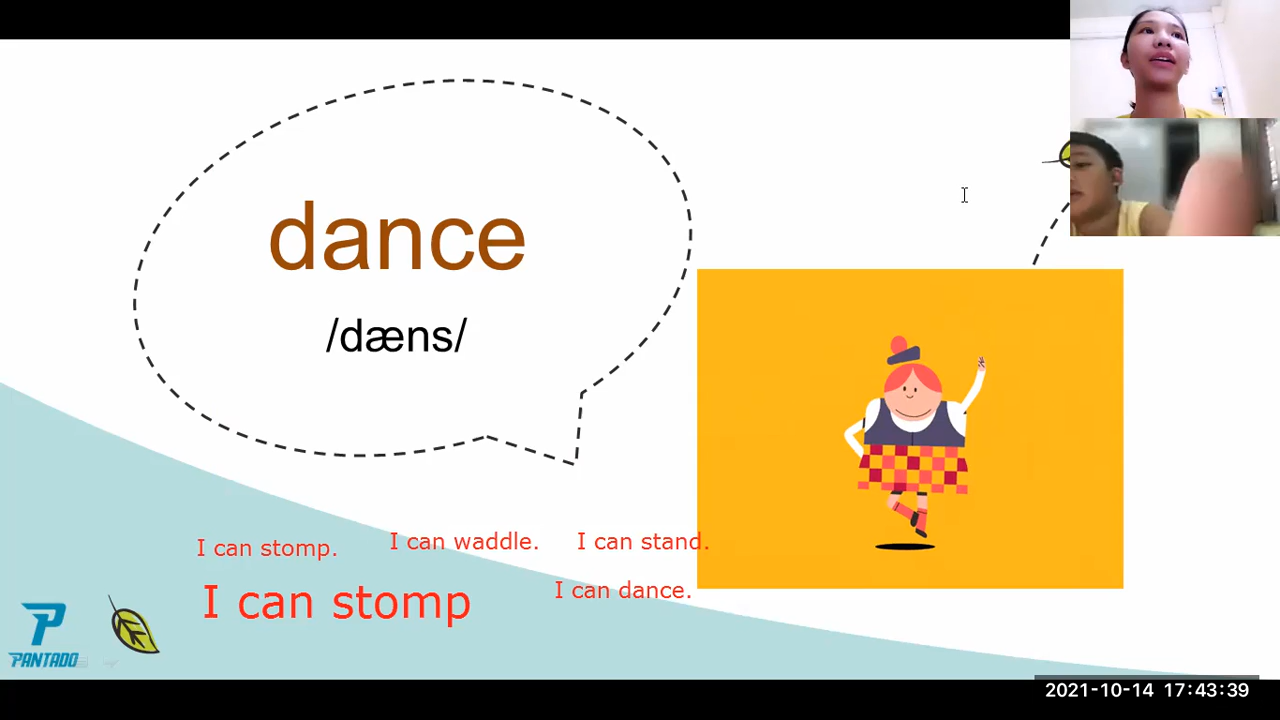 dance
/dæns/
I can stomp.
I can waddle.
I can stand.
I can dance.
I can stomp
PANTADO
2021-10-14 17:43:39